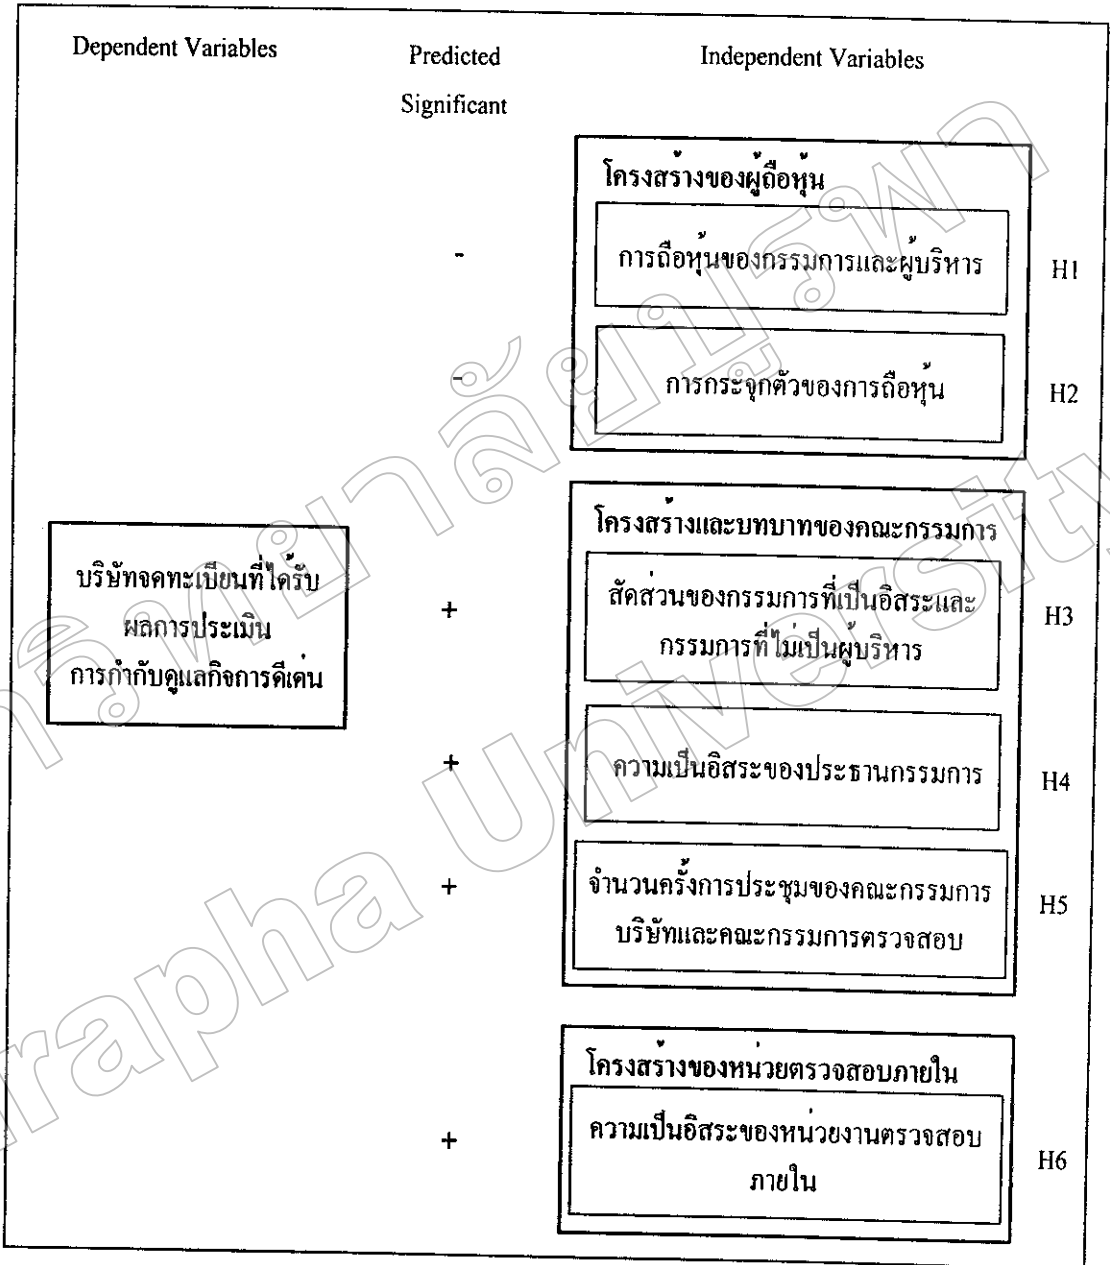 Dependent Variables
Predicted
Significant
Independent Variables
โครงสร้างของผู้ถือหุ้น
-
การถือหุ้นของกรรมการและผู้บริหาร
H1
-
การกระจุกตัวของการถือหุ้น
H2
โครงสร้างและบทบาทของคณะกรรมการ
บริษัทจดทะเบียนที่ได้รับ
ผลการประเมิน
การกำกับดูแลกิจการดีเด่น
+
สัดส่วนของกรรมการที่เป็นอิสระและ
กรรมการที่ไม่เป็นผู้บริหาร
H3
+
ความเป็นอิสระของประธานกรรมการ
H4
+
จำนวนครั้งการประชุมของคณะกรรมการ
บริษัทและคณะกรรมการตรวจสอบ
H5
โครงสร้างของหน่วยตรวจสอบภายใน
+
ความเป็นอิสระของหน่วยงานตรวจสอบ
ภายใน
H6
มหาวิทยาลัยบูรพา
Burapha University